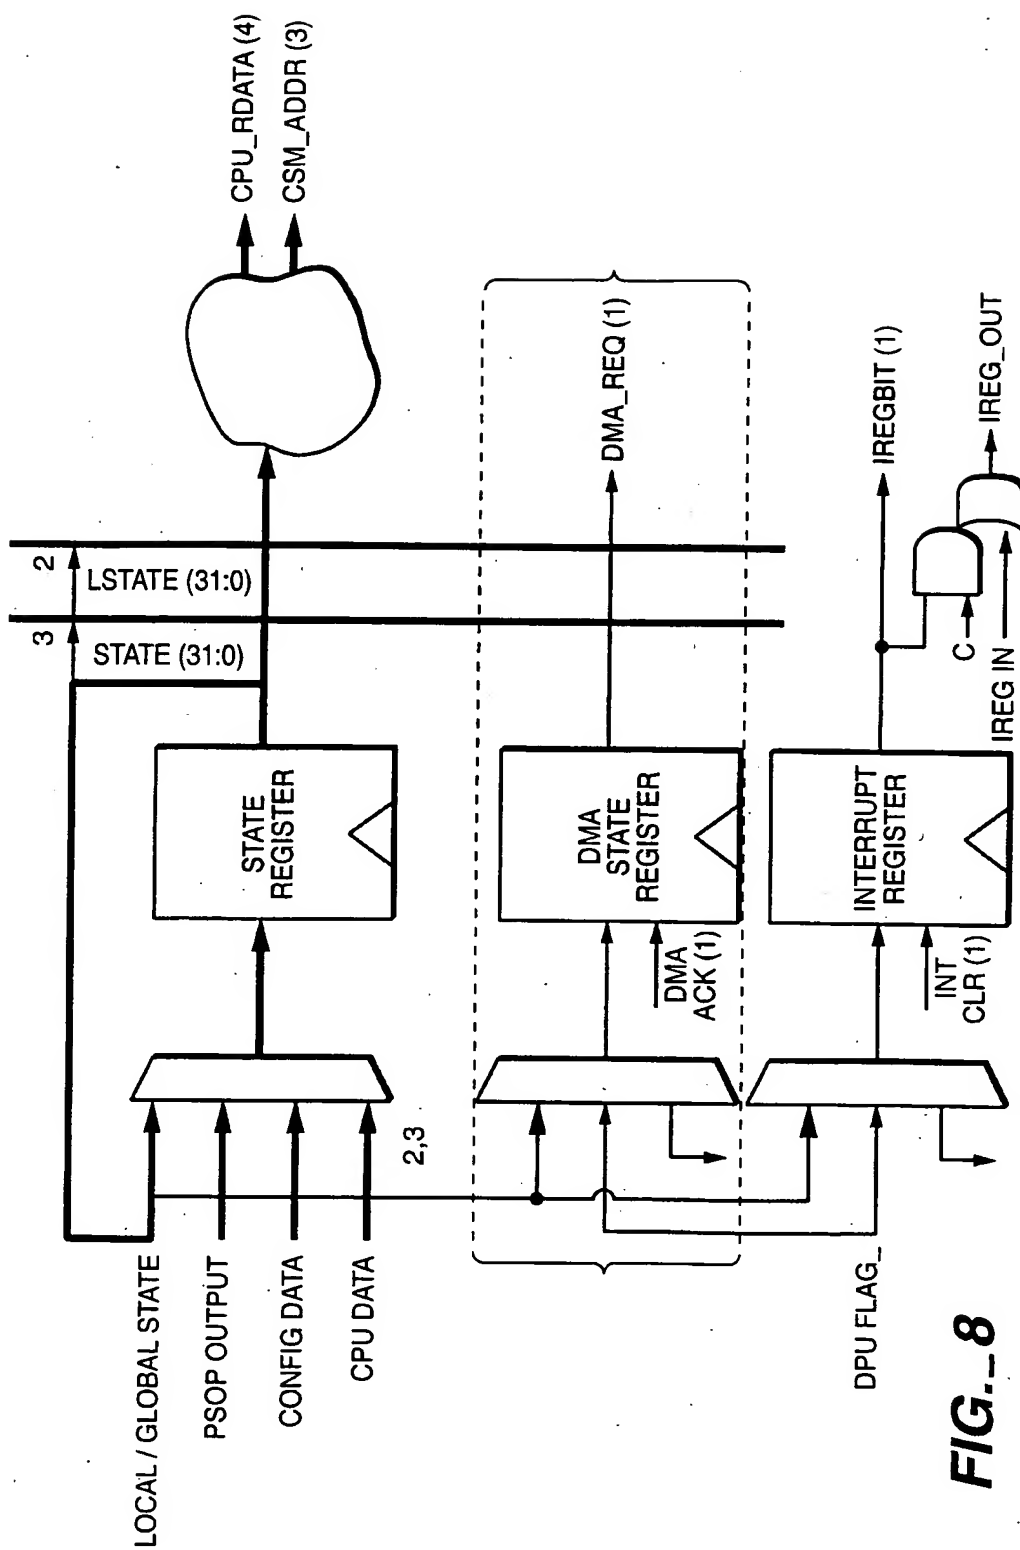 LOCAL / GLOBAL STATE
PSOP OUTPUT
CONFIG DATA
CPU DATA
2,3
STATE
REGISTER
3
STATE (31:0)
2
LSTATE (31:0)
CPU_RDATA (4)
CSM_ADDR (3)
DMA
ACK (1)
DMA
STATE
REGISTER
DMA_REQ (1)
DPU FLAG_
INT
CLR (1)
INTERRUPT
REGISTER
IREGBIT (1)
C
IREG IN
IREG_OUT
FIG._8